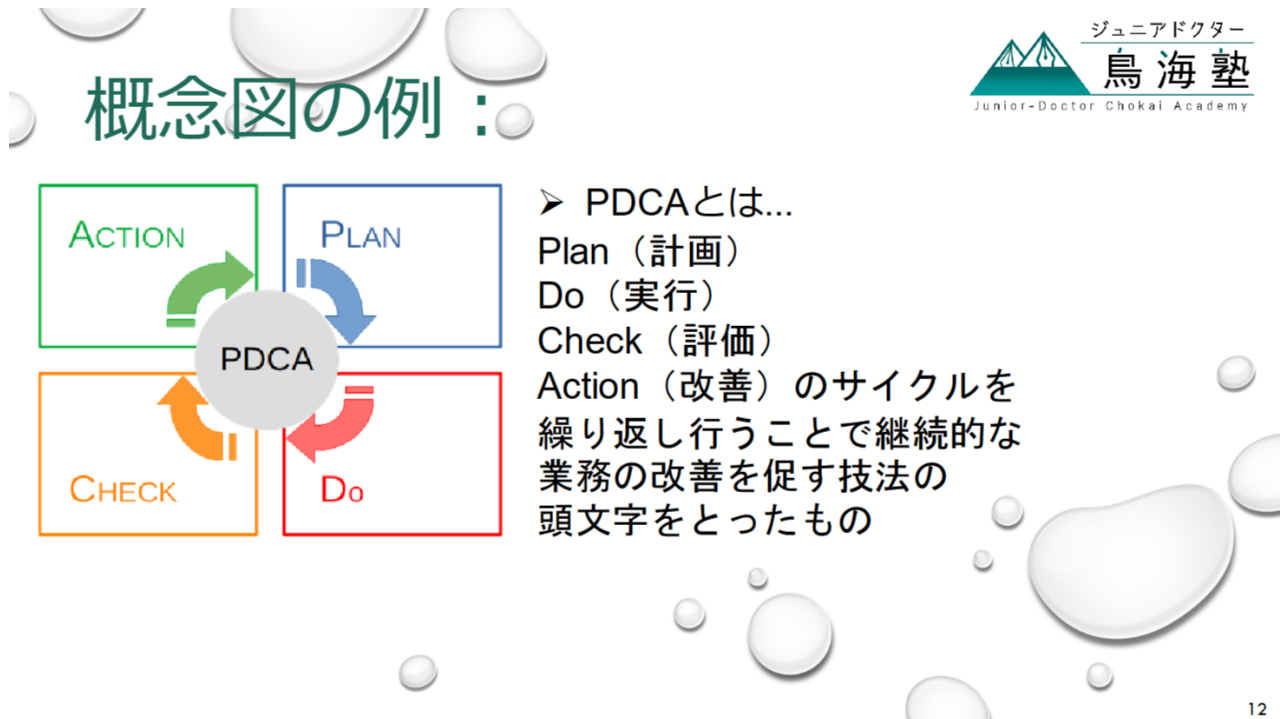 ジュニアドクター
鳥海塾
Junior-Doctor Chokai Academy
概念図の例：
ACTION
PLAN
PDCA
CHECK
DO
➢ PDCAとは...
Plan（計画）
Do（実行）
Check（評価）
Action（改善）のサイクルを
繰り返し行うことで継続的な
業務の改善を促す技法の
頭文字をとったもの
12